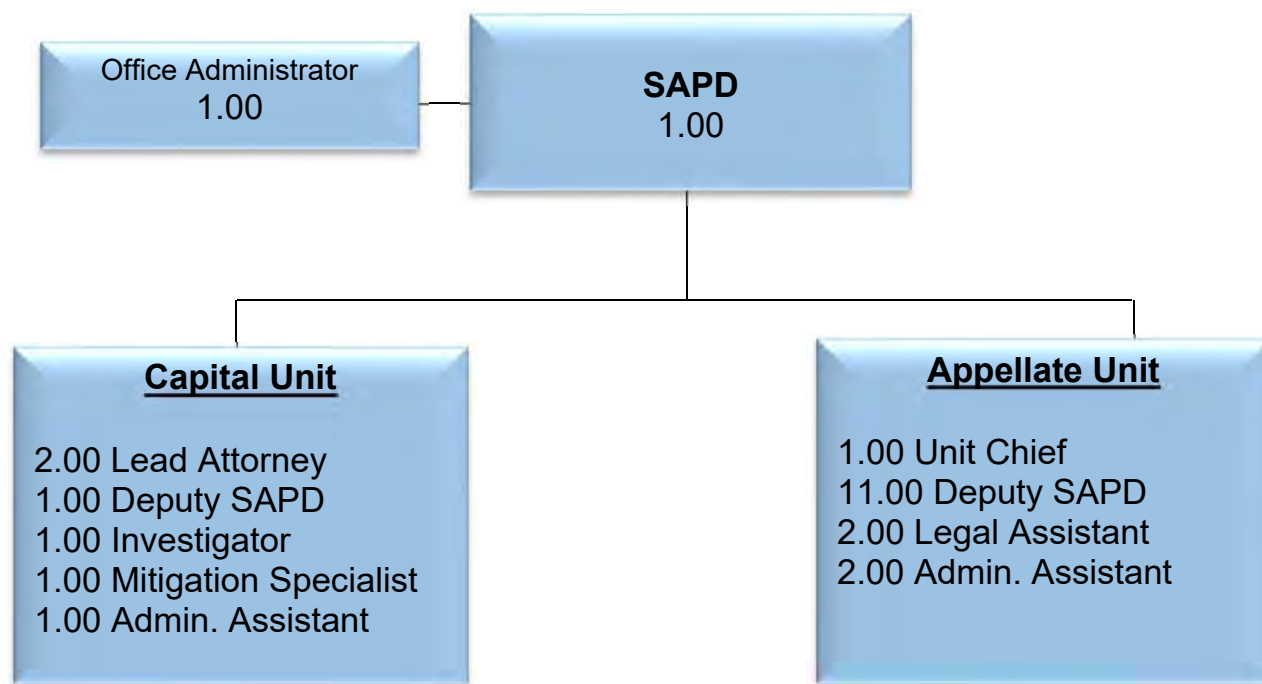 Office Administrator
1.00
SAPD
1.00
Capital Unit
2.00 Lead Attorney
1.00 Deputy SAPD
1.00 Investigator
1.00 Mitigation Specialist
1.00 Admin. Assistant
Appellate Unit
1.00 Unit Chief
11.00 Deputy SAPD
2.00 Legal Assistant
2.00 Admin. Assistant